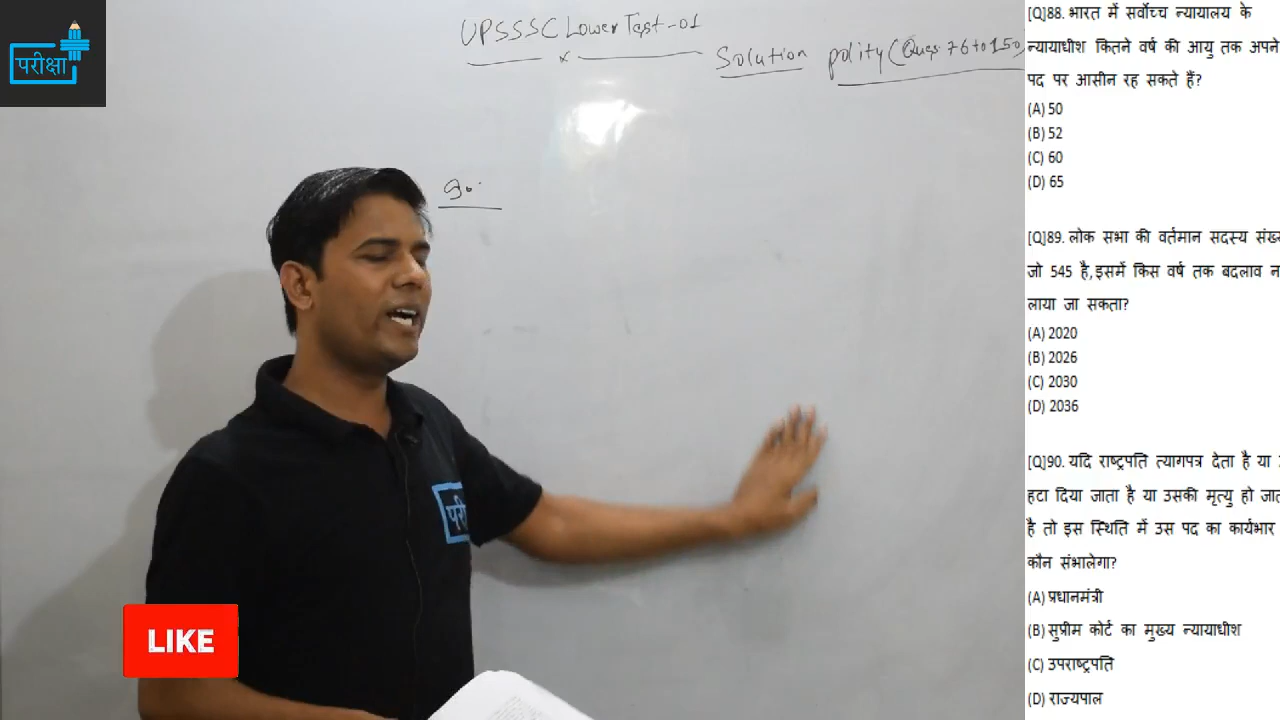 परीक्षा
UPSSSC Lower Test-01
Solution polity (Ques 76 to 150)
90.
परी
LIKE
[Q]88. भारत में सर्वोच्च न्यायालय के
न्यायाधीश कितने वर्ष की आयु तक अपने
पद पर आसीन रह सकते हैं?
(A) 50
(B) 52
(C) 60
(D) 65
[Q]89. लोक सभा की वर्तमान सदस्य
जो 545 है,इसमें किस वर्ष तक बदलाव
लाया जा सकता?
(A) 2020
(B) 2026
(C) 2030
(D) 2036
[Q]90. यदि राष्ट्रपति त्यागपत्र देता है या
हटा दिया जाता है या उसकी मृत्यु हो
है तो इस स्थिति में उस पद का कार्यभार
कौन संभालेगा?
(A) प्रधानमंत्री
(B) सुप्रीम कोर्ट का मुख्य न्यायाधीश
(C) उपराष्ट्रपति
(D) राज्यपाल